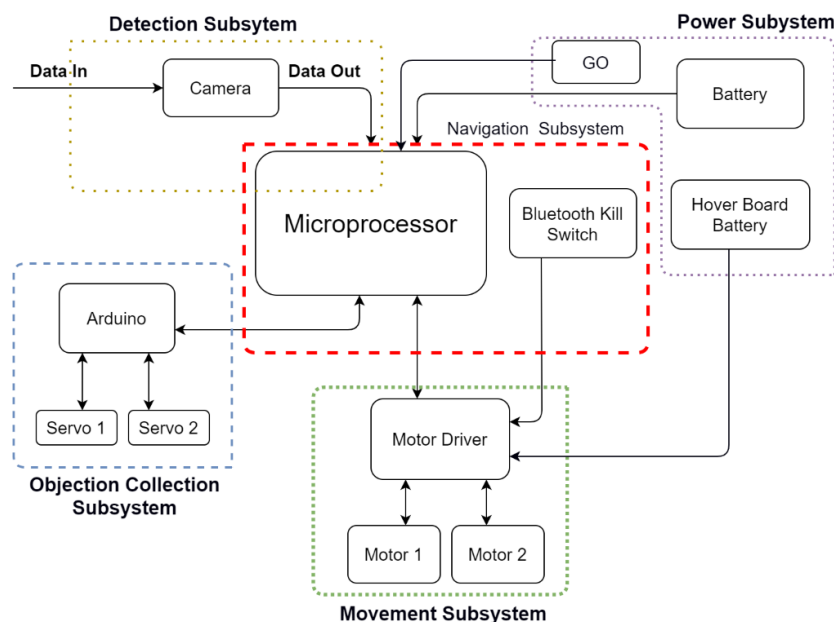 Detection Subsytem
Power Subystem
Data In
Camera
Data Out
GO
Battery
Navigation Subsystem
Microprocessor
Bluetooth Kill
Switch
Hover Board
Battery
Arduino
Servo 1
Servo 2
Objection Collection
Subsystem
Motor Driver
Motor 1
Motor 2
Movement Subsystem